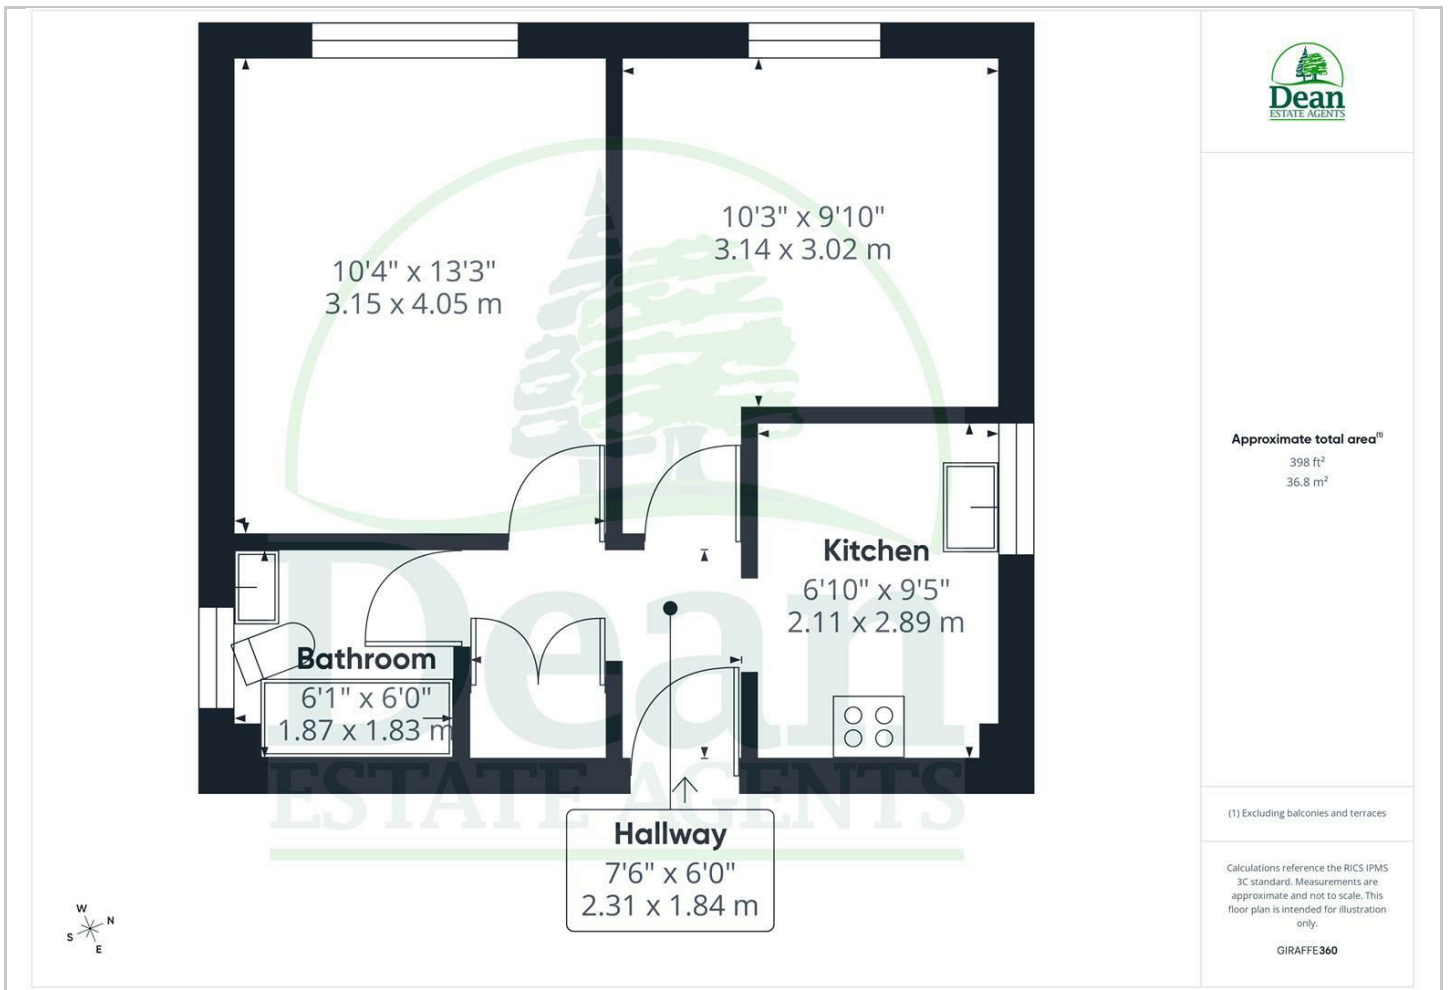 10'4" x 13'3"
3.15 x 4.05 m
10'3" x 9'10"
3.14 x 3.02 m
Kitchen
6'10" x 9'5"
2.11 x 2.89 m
Bathroom
6'1" x 6'0"
1.87 x 1.83 m
Hallway
7'6" x 6'0"
2.31 x 1.84 m
Dean
ESTATE AGENTS
W
N
S
E
Dean
ESTATE AGENTS
Approximate total area(1)
398 ft²
36.8 m²
(1) Excluding balconies and terraces
Calculations reference the RICS IPMS
3C standard. Measurements are
approximate and not to scale. This
floor plan is intended for illustration
only.
GIRAFFE360